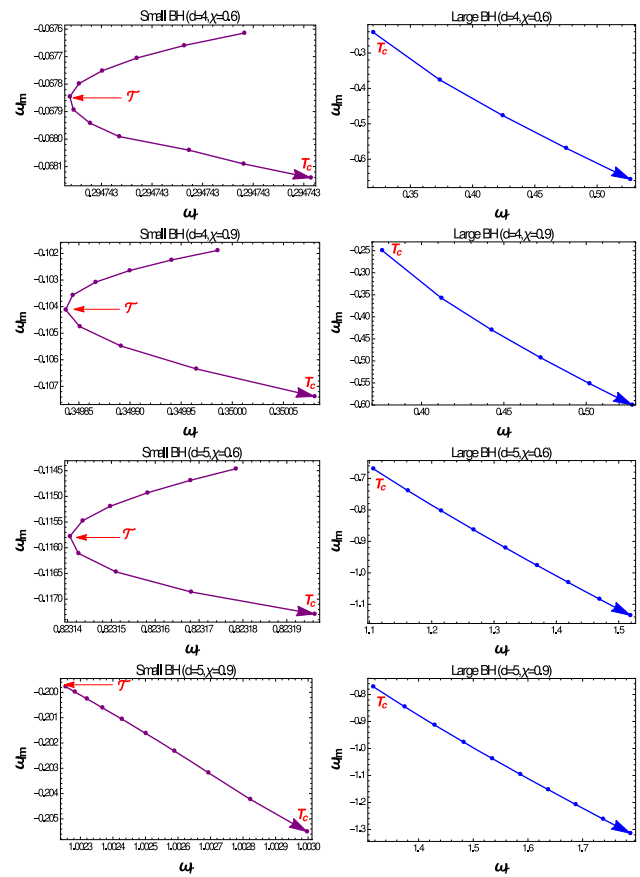 Small BH (d=4,χ=0.6)
-0.0676
-0.0677
-0.0678
-0.0679
-0.0680
-0.0681
ω_Im
𝒯
T_c
0.294743 0.294743 0.294743 0.294743 0.294743
ω_r
Large BH (d=4,χ=0.6)
T_c
-0.3
-0.4
-0.5
-0.6
ω_Im
0.35 0.40 0.45 0.50
ω_r
Small BH (d=4,χ=0.9)
-0.102
-0.103
-0.104
-0.105
-0.106
-0.107
ω_Im
𝒯
T_c
0.34985 0.34990 0.34995 0.35000 0.35005
ω_r
Large BH (d=4,χ=0.9)
T_c
-0.25
-0.30
-0.35
-0.40
-0.45
-0.50
-0.55
-0.60
ω_Im
0.40 0.45 0.50
ω_r
Small BH (d=5,χ=0.6)
-0.1145
-0.1150
-0.1155
-0.1160
-0.1165
-0.1170
ω_Im
𝒯
T_c
0.82314 0.82315 0.82316 0.82317 0.82318 0.82319
ω_r
Large BH (d=5,χ=0.6)
T_c
-0.7
-0.8
-0.9
-1.0
-1.1
ω_Im
1.1 1.2 1.3 1.4 1.5
ω_r
Small BH (d=5,χ=0.9)
-0.200
-0.201
-0.202
-0.203
-0.204
-0.205
ω_Im
𝒯
T_c
1.0023 1.0024 1.0025 1.0026 1.0027 1.0028 1.0029 1.0030
ω_r
Large BH (d=5,χ=0.9)
T_c
-0.8
-0.9
-1.0
-1.1
-1.2
-1.3
ω_Im
1.4 1.5 1.6 1.7
ω_r